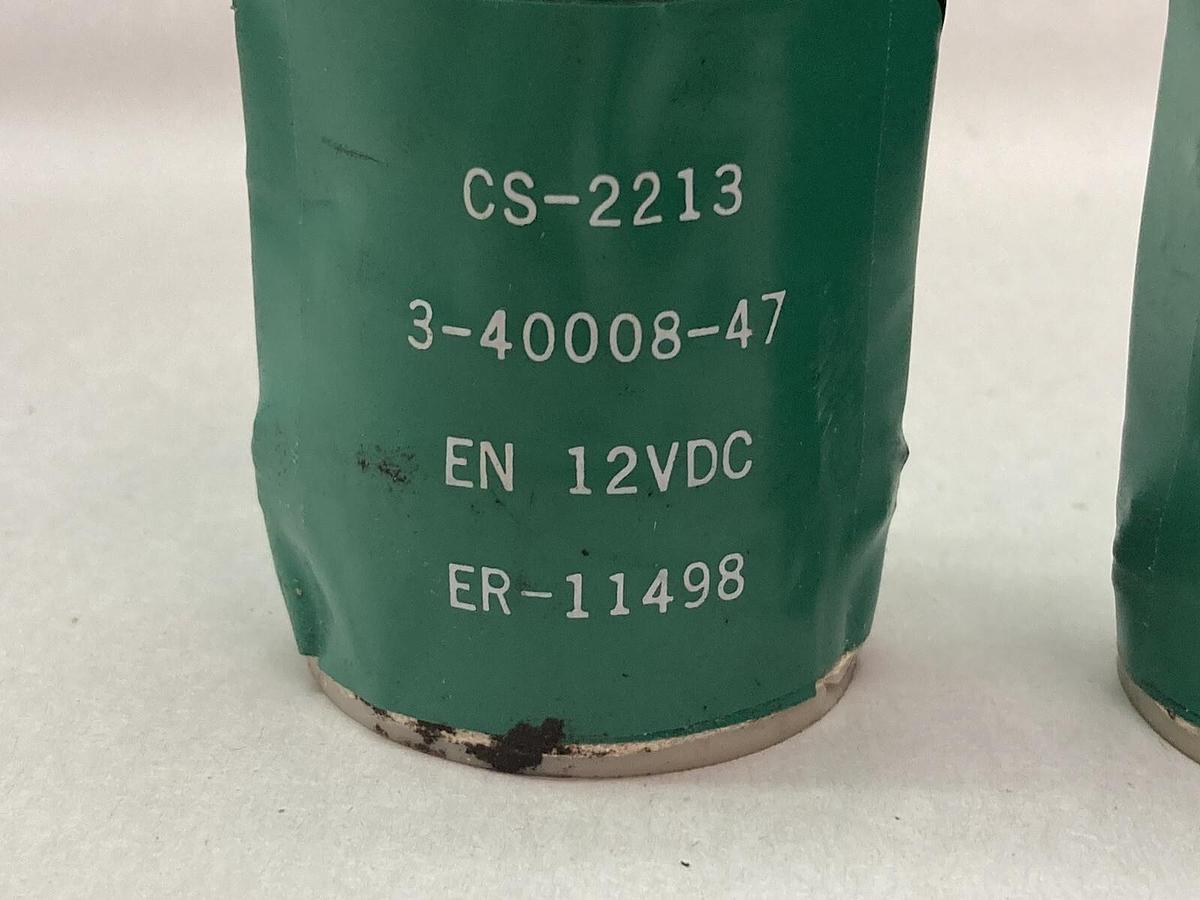 CS-2213
3-40008-47
EN 12VDC
ER-11498